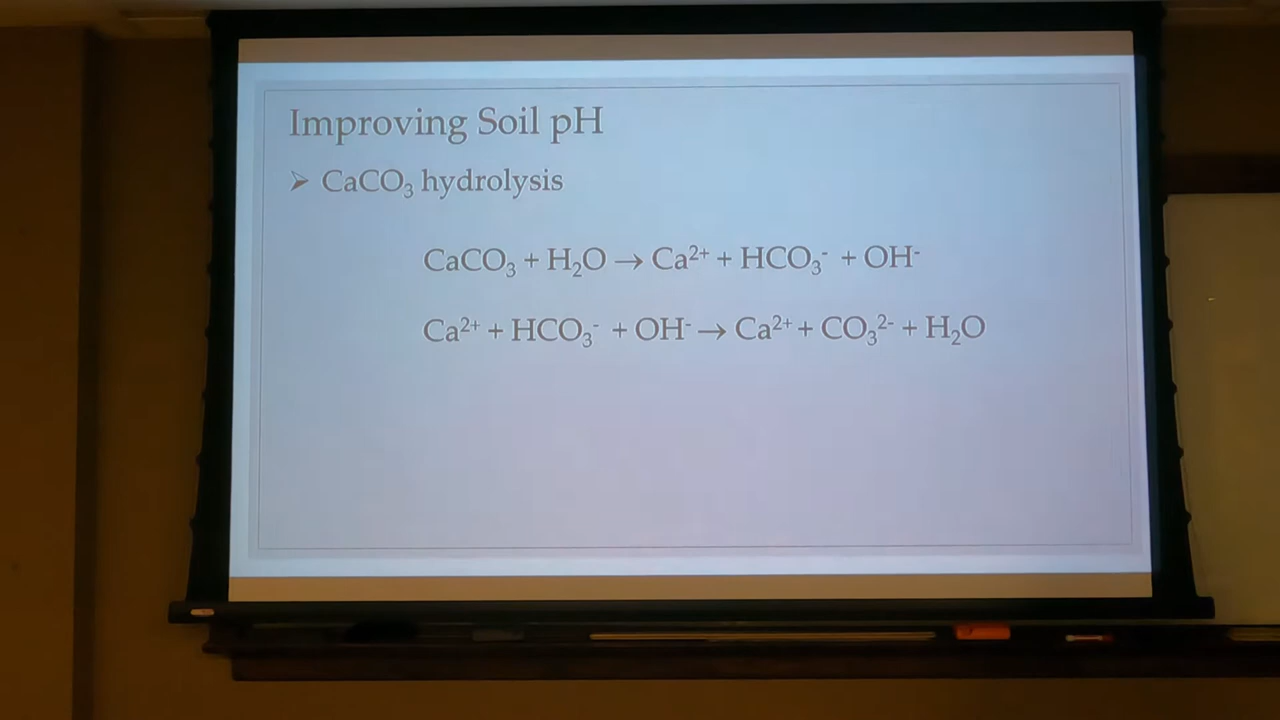 Improving Soil pH
➢ CaCO₃ hydrolysis
CaCO₃ + H₂O → Ca²⁺ + HCO₃⁻ + OH⁻
Ca²⁺ + HCO₃⁻ + OH⁻ → Ca²⁺ + CO₃²⁻ + H₂O